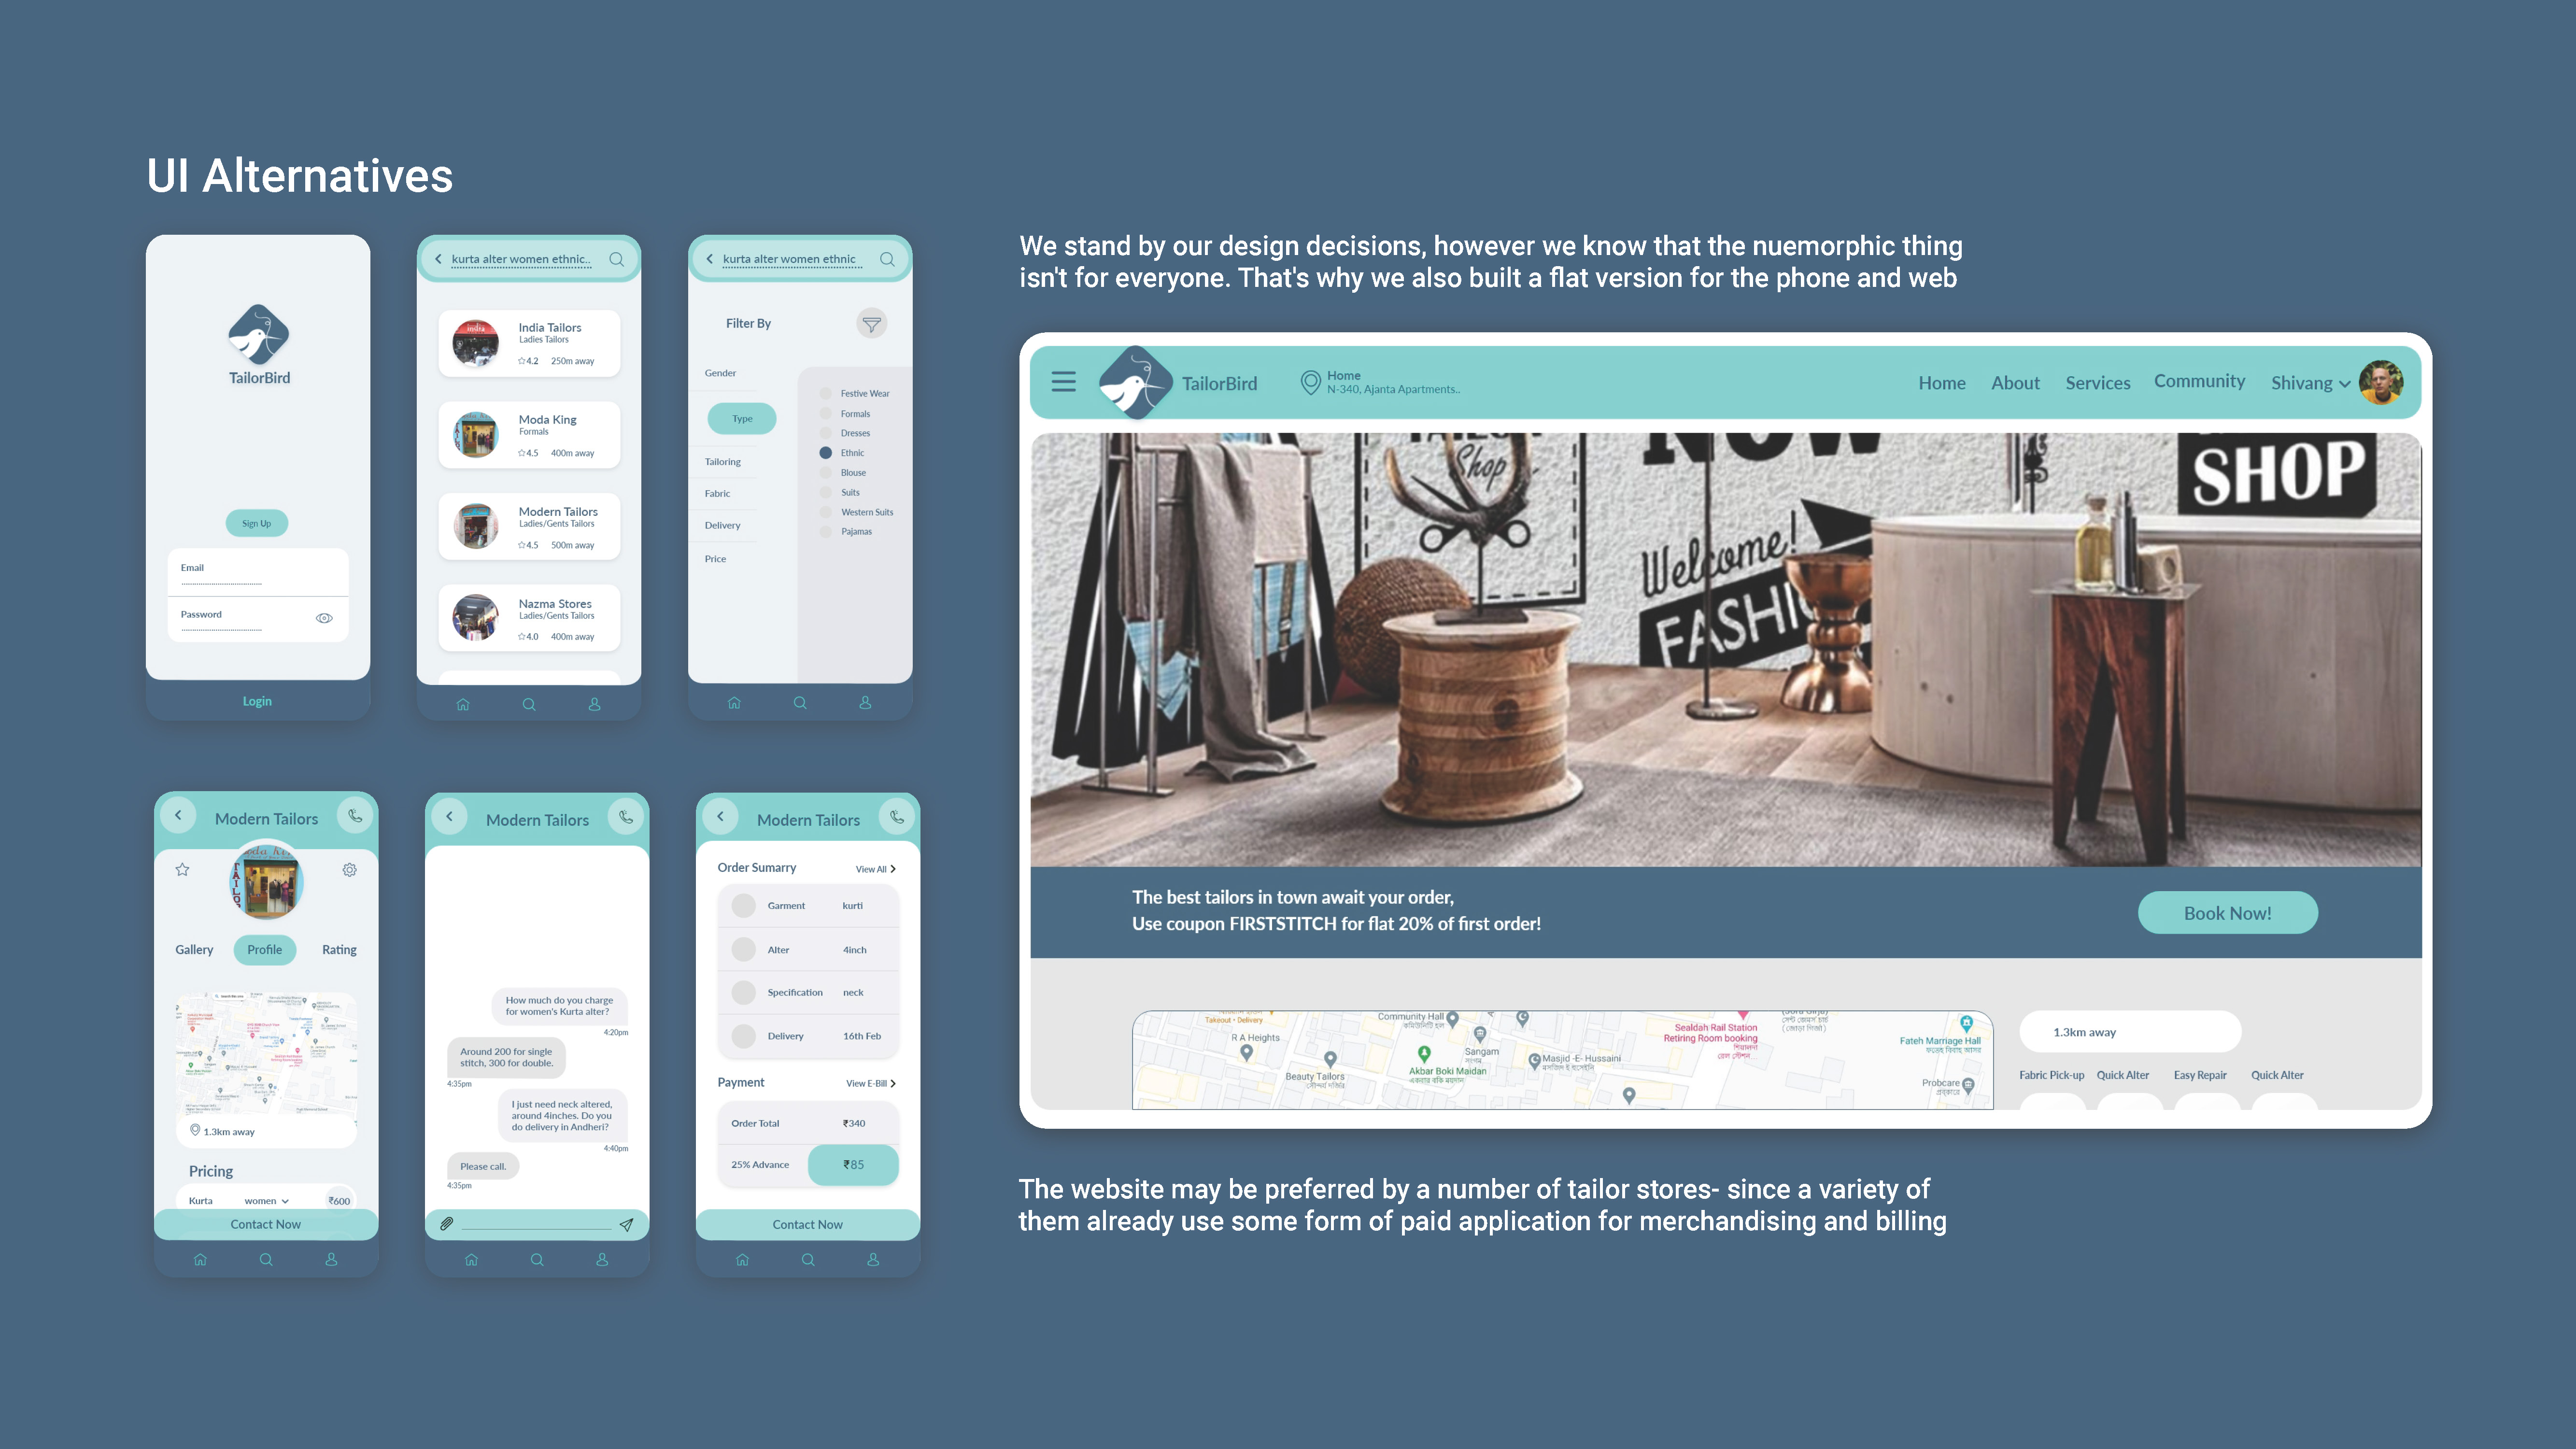 UI Alternatives
TailorBird
Sign Up
Email
Password
Login
kurta alter women ethnic..
India Tailors
Ladies Tailors
4.2 250m away
Moda King
Formals
4.5 400m away
Modern Tailors
Ladies/Gents Tailors
4.5 500m away
Nazma Stores
Ladies/Gents Tailors
4.0 400m away
kurta alter women ethnic
Filter By
Gender
Type
Tailoring
Fabric
Delivery
Price
Festive Wear
Formals
Dresses
Ethnic
Blouse
Suits
Western Suits
Pajamas
Modern Tailors
Gallery
Profile
Rating
1.3km away
Pricing
Kurta women ₹600
Contact Now
Modern Tailors
How much do you charge
for women's Kurta alter?
4:20pm
Around 200 for single
stitch, 300 for double.
4:35pm
I just need neck altered,
around 4inches. Do you
do delivery in Andheri?
4:40pm
Please call.
4:35pm
Modern Tailors
Order Sumarry View All
Garment kurti
Alter 4inch
Specification neck
Delivery 16th Feb
Payment View E-Bill
Order Total ₹340
25% Advance ₹85
Contact Now
We stand by our design decisions, however we know that the nuemorphic thing
isn't for everyone. That's why we also built a flat version for the phone and web
TailorBird
Home
N-340, Ajanta Apartments..
Home About Services Community Shivang
Shop
NOW
SHOP
Welcome!
The best tailors in town await your order,
Use coupon FIRSTSTITCH for flat 20% of first order!
Book Now!
Takeout • Delivery
Community Hall
কমিউনিটি হল
R A Heights
Beauty Tailors
Akbar Boki Maidan
Sangam
Masjid -E- Hussaini
Sealdah Rail Station
Retiring Room booking
Fateh Marriage Hall
Probcare
1.3km away
Fabric Pick-up Quick Alter Easy Repair Quick Alter
The website may be preferred by a number of tailor stores- since a variety of
them already use some form of paid application for merchandising and billing